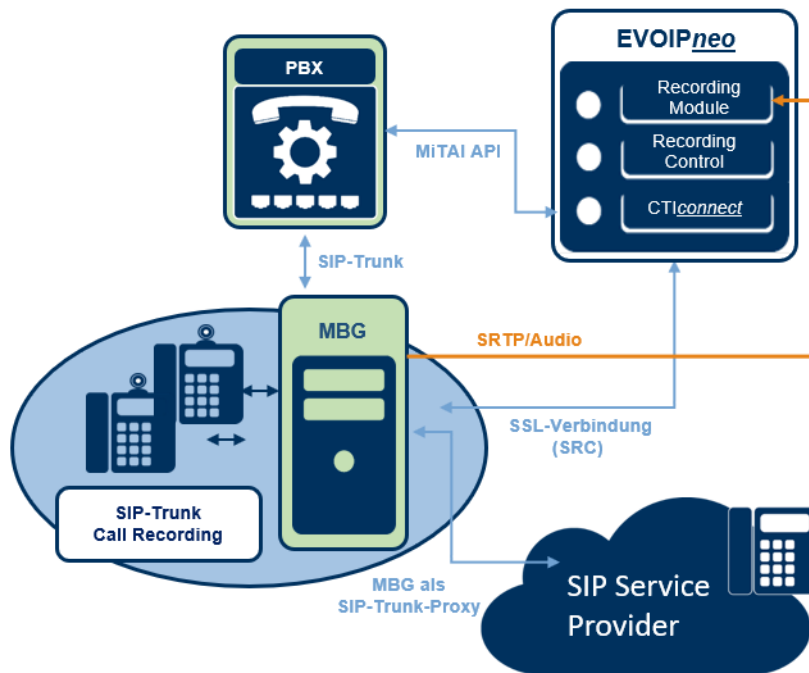 EVOIPneo
PBX
Recording
Module
Recording
Control
CTIconnect
MiTAI API
SIP-Trunk
MBG
SRTP/Audio
SSL-Verbindung
(SRC)
SIP-Trunk
Call Recording
MBG als
SIP-Trunk-Proxy
SIP Service
Provider